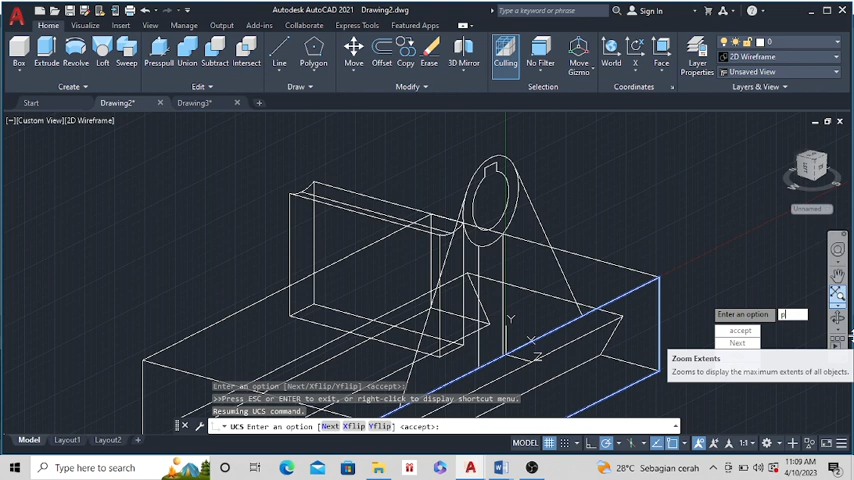 Autodesk AutoCAD 2021 Drawing2.dwg
Type a keyword or phrase
Sign In
Home Visualize Insert View Manage Output Add-ins Collaborate Express Tools Featured Apps
Box Extrude Revolve Loft Sweep Presspull Union Subtract Intersect Line Polygon Move Offset Copy Erase 3D Mirror Culling No Filter Move Gizmo World X Face Layer Properties
0
2D Wireframe
Unsaved View
Create Draw Modify Selection Coordinates Layers & View
Start Drawing2* Drawing3*
[−][Custom View][2D Wireframe]
Unnamed
Y
X
Z
Enter an option p
accept
Next
Zoom Extents
Zooms to display the maximum extents of all objects.
Enter an option [Next/Xflip/Yflip] <accept>:
>>Press ESC or ENTER to exit, or right-click to display shortcut menu.
Resuming UCS command.
UCS Enter an option [Next Xflip Yflip] <accept>:
Model Layout1 Layout2 MODEL 1:1
Type here to search
28°C Sebagian cerah
11:09 AM
4/10/2023